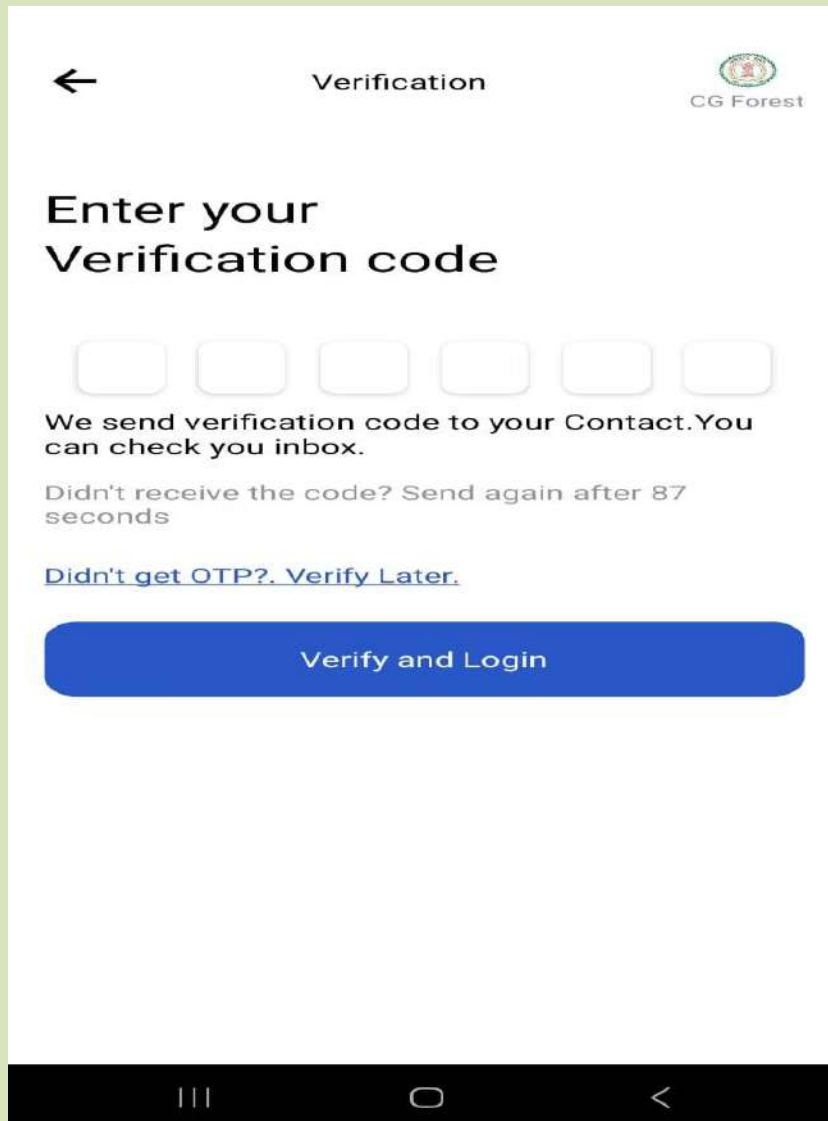 Verification
CG Forest
Enter your
Verification code
We send verification code to your Contact.You
can check you inbox.
Didn't receive the code? Send again after 87
seconds
Didn't get OTP?. Verify Later.
Verify and Login